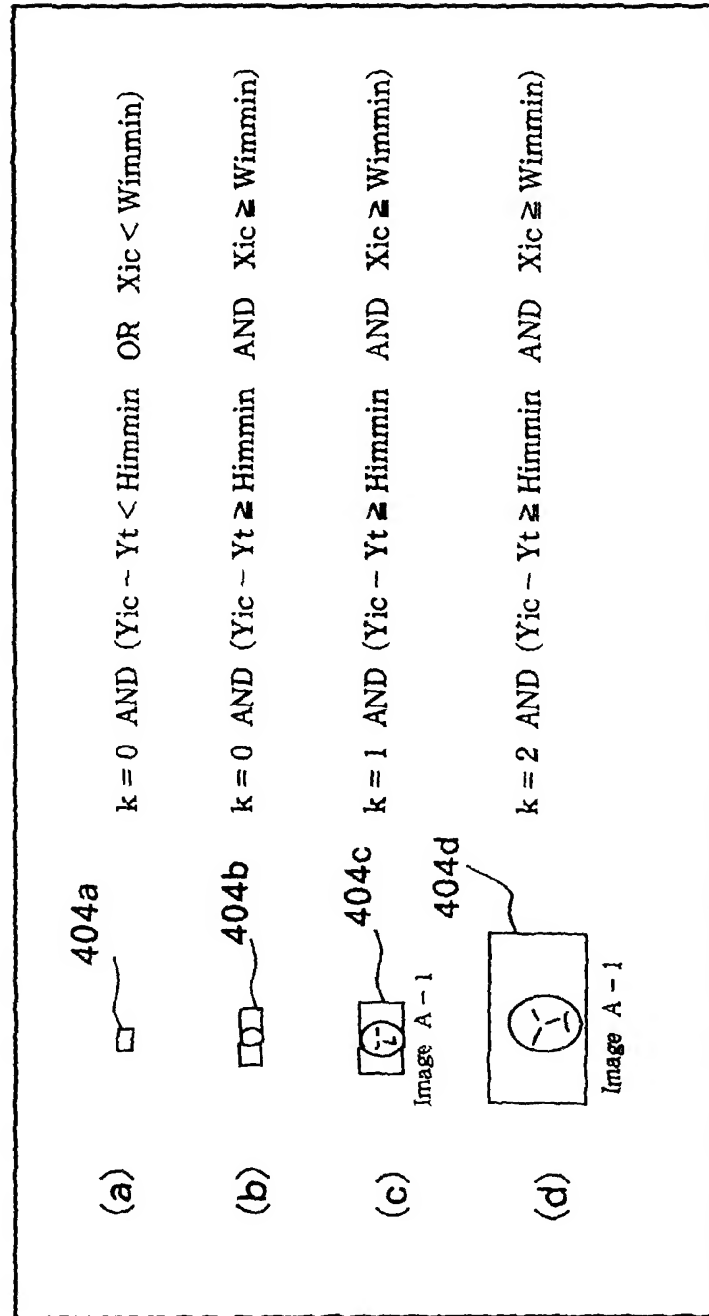 404a
(a) k = 0 AND (Yic - Yt < Himmin OR Xic < Wimmin)
404b
(b) k = 0 AND (Yic - Yt ≧ Himmin AND Xic ≧ Wimmin)
404c
(c) k = 1 AND (Yic - Yt ≧ Himmin AND Xic ≧ Wimmin)
Image A - 1
404d
(d) k = 2 AND (Yic - Yt ≧ Himmin AND Xic ≧ Wimmin)
Image A - 1